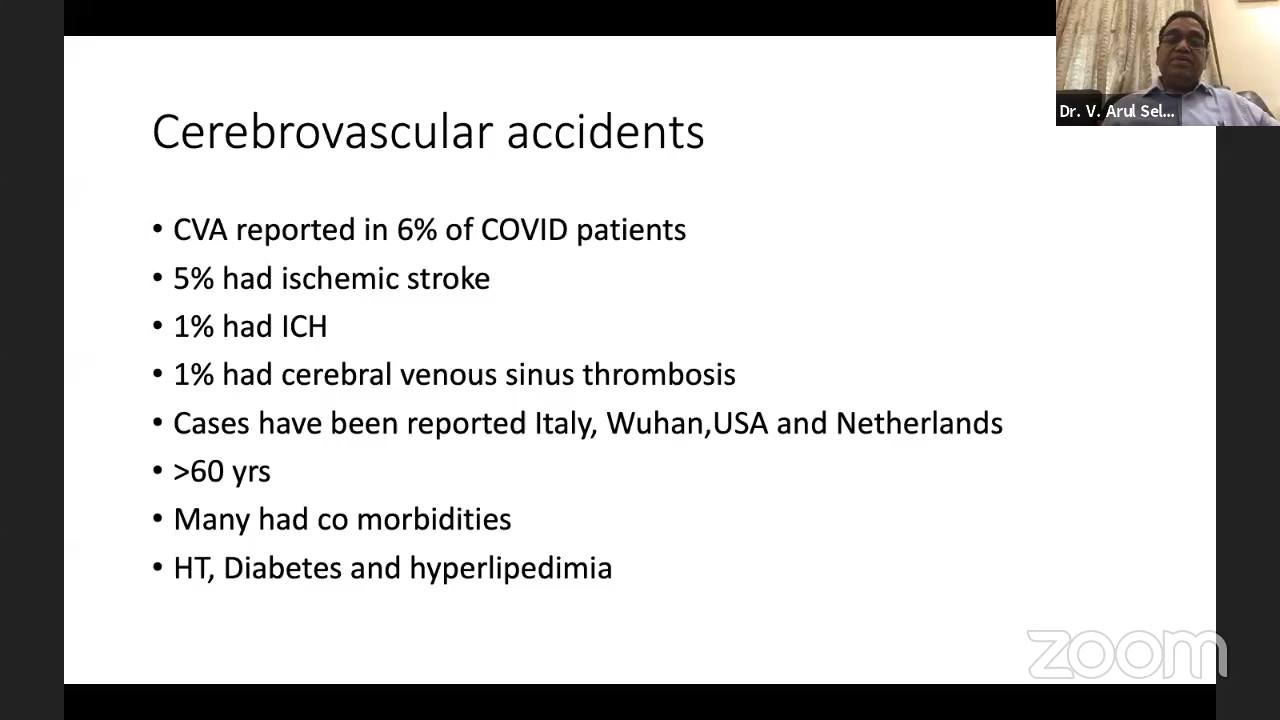 Dr. V. Arul Sel...
Cerebrovascular accidents
• CVA reported in 6% of COVID patients
• 5% had ischemic stroke
• 1% had ICH
• 1% had cerebral venous sinus thrombosis
• Cases have been reported Italy, Wuhan,USA and Netherlands
• >60 yrs
• Many had co morbidities
• HT, Diabetes and hyperlipedimia
zoom